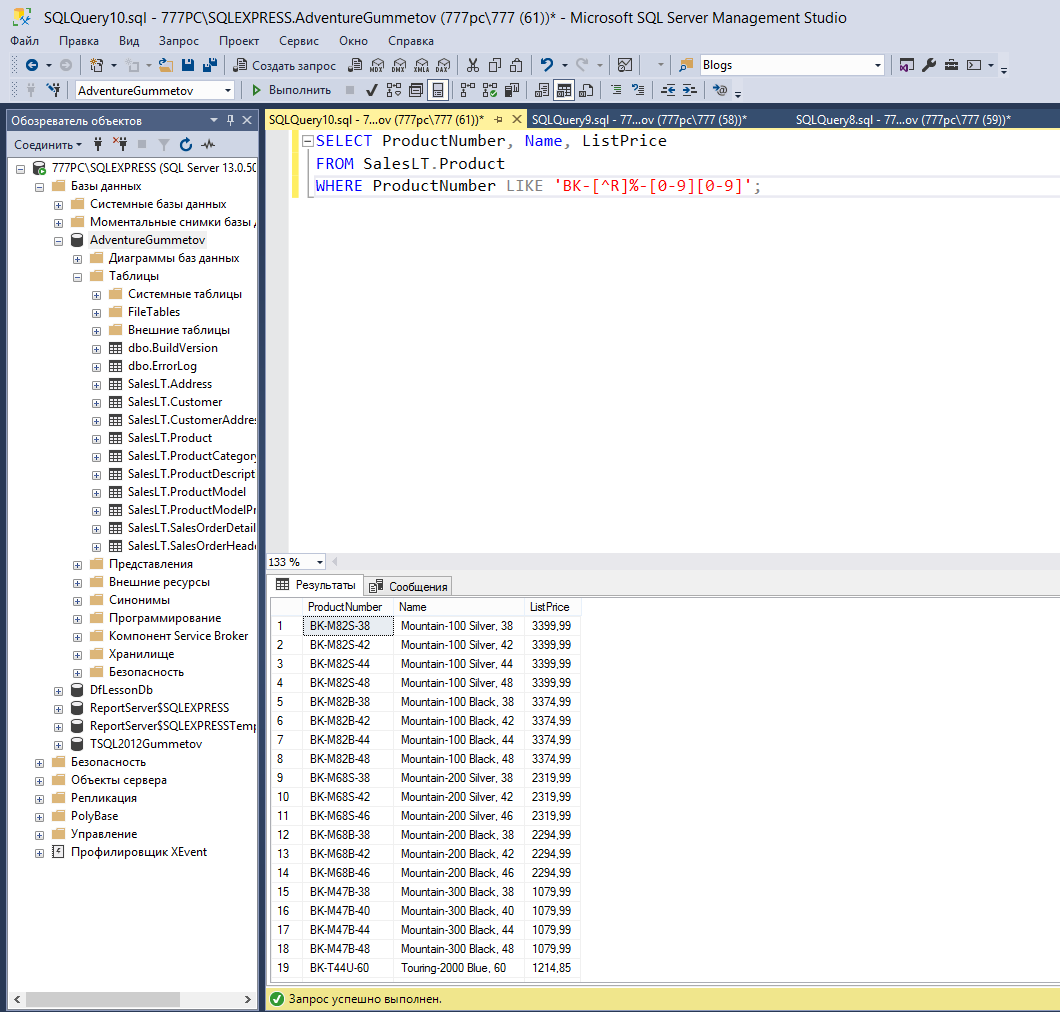 SQLQuery10.sql - 777PC\SQLEXPRESS.AdventureGummetov (777pc\777 (61))* - Microsoft SQL Server Management Studio
Файл Правка Вид Запрос Проект Сервис Окно Справка
Создать запрос MDX DMX XMLA DAX Blogs
AdventureGummetov Выполнить
Обозреватель объектов
SQLQuery10.sql - 7...ov (777pc\777 (61))* SQLQuery9.sql - 77...ov (777pc\777 (58))* SQLQuery8.sql - 77...ov (777pc\777 (59))*
Соединить
777PC\SQLEXPRESS (SQL Server 13.0.50
Базы данных
Системные базы данных
Моментальные снимки базы д
AdventureGummetov
Диаграммы баз данных
Таблицы
Системные таблицы
FileTables
Внешние таблицы
dbo.BuildVersion
dbo.ErrorLog
SalesLT.Address
SalesLT.Customer
SalesLT.CustomerAddres
SalesLT.Product
SalesLT.ProductCategory
SalesLT.ProductDescript
SalesLT.ProductModel
SalesLT.ProductModelPr
SalesLT.SalesOrderDetail
SalesLT.SalesOrderHeade
Представления
Внешние ресурсы
Синонимы
Программирование
Компонент Service Broker
Хранилище
Безопасность
DfLessonDb
ReportServer$SQLEXPRESS
ReportServer$SQLEXPRESSTemp
TSQL2012Gummetov
Безопасность
Объекты сервера
Репликация
PolyBase
Управление
Профилировщик XEvent
SELECT ProductNumber, Name, ListPrice
FROM SalesLT.Product
WHERE ProductNumber LIKE 'BK-[^R]%-[0-9][0-9]';
133 %
Результаты Сообщения
ProductNumber Name ListPrice
1 BK-M82S-38 Mountain-100 Silver, 38 3399,99
2 BK-M82S-42 Mountain-100 Silver, 42 3399,99
3 BK-M82S-44 Mountain-100 Silver, 44 3399,99
4 BK-M82S-48 Mountain-100 Silver, 48 3399,99
5 BK-M82B-38 Mountain-100 Black, 38 3374,99
6 BK-M82B-42 Mountain-100 Black, 42 3374,99
7 BK-M82B-44 Mountain-100 Black, 44 3374,99
8 BK-M82B-48 Mountain-100 Black, 48 3374,99
9 BK-M68S-38 Mountain-200 Silver, 38 2319,99
10 BK-M68S-42 Mountain-200 Silver, 42 2319,99
11 BK-M68S-46 Mountain-200 Silver, 46 2319,99
12 BK-M68B-38 Mountain-200 Black, 38 2294,99
13 BK-M68B-42 Mountain-200 Black, 42 2294,99
14 BK-M68B-46 Mountain-200 Black, 46 2294,99
15 BK-M47B-38 Mountain-300 Black, 38 1079,99
16 BK-M47B-40 Mountain-300 Black, 40 1079,99
17 BK-M47B-44 Mountain-300 Black, 44 1079,99
18 BK-M47B-48 Mountain-300 Black, 48 1079,99
19 BK-T44U-60 Touring-2000 Blue, 60 1214,85
Запрос успешно выполнен.